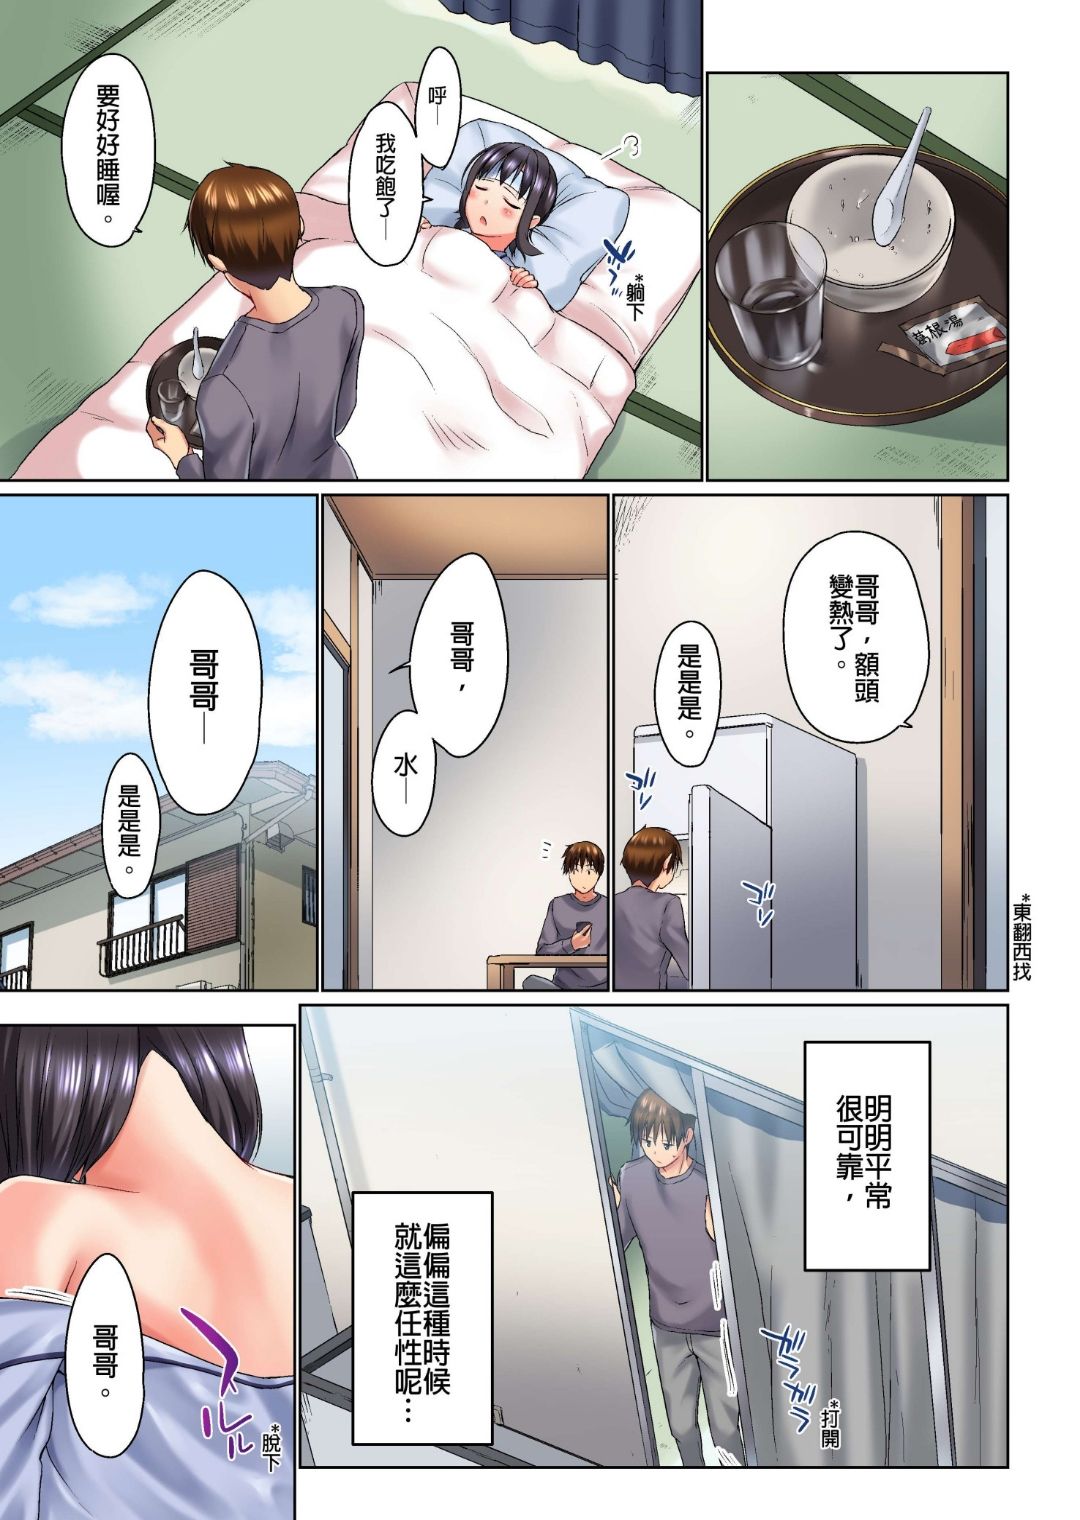 葛根湯
呼─
我吃飽了─
*躺下
要好好睡喔。
哥哥，額頭
變熱了。
是是是。
*東翻西找
哥哥，
水─
哥哥─
是是是。
明明平常
很可靠，
*打開
偏偏這種時候
就這麼任性呢…
哥哥。
*脫下